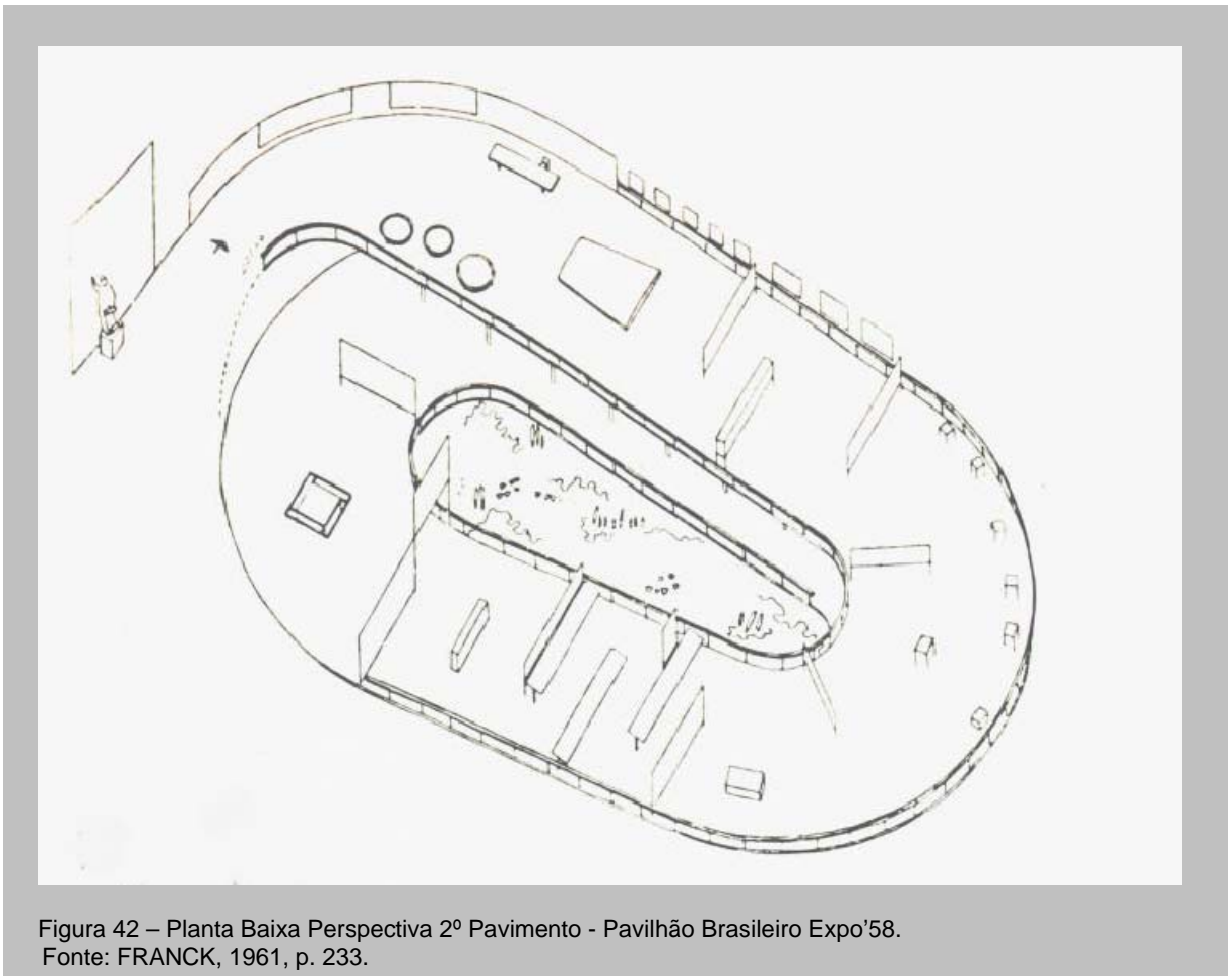 Figura 42 – Planta Baixa Perspectiva 2º Pavimento - Pavilhão Brasileiro Expo'58.
Fonte: FRANCK, 1961, p. 233.